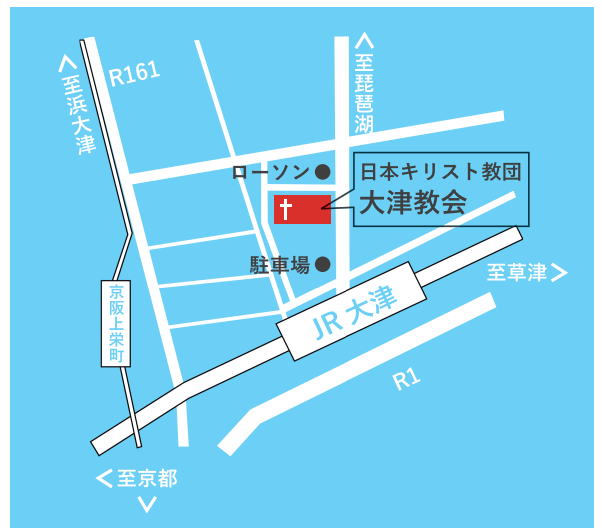 R161
至浜大津
至琵琶湖
ローソン
日本キリスト教団
大津教会
駐車場
至草津
京阪上栄町
JR 大津
R1
至京都